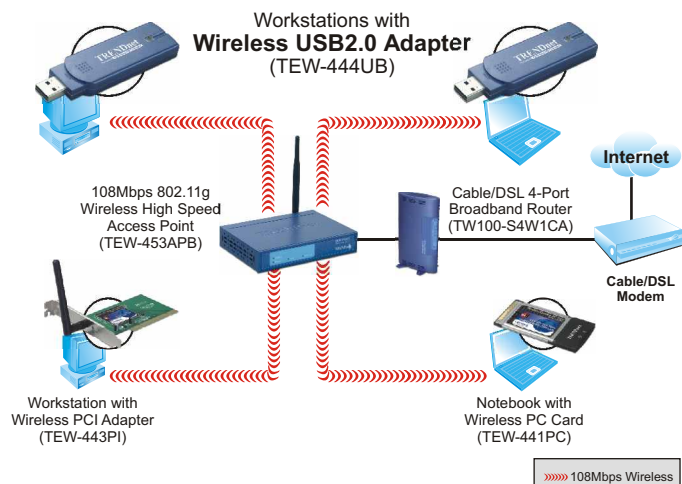 Workstations with
Wireless USB2.0 Adapter
(TEW-444UB)
TRENDnet
TRENDnet
Internet
108Mbps 802.11g
Wireless High Speed
Access Point
(TEW-453APB)
Cable/DSL 4-Port
Broadband Router
(TW100-S4W1CA)
Cable/DSL
Modem
Workstation with
Wireless PCI Adapter
(TEW-443PI)
Notebook with
Wireless PC Card
(TEW-441PC)
108Mbps Wireless